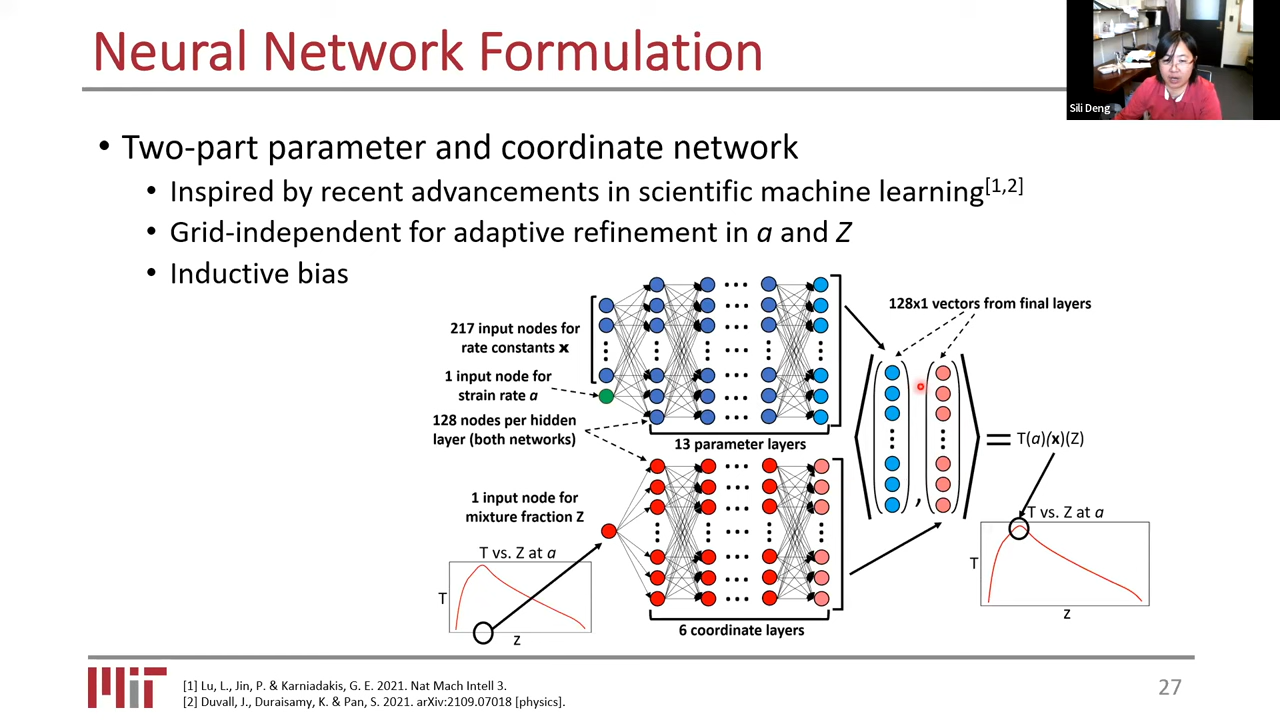 Neural Network Formulation
Sili Deng
• Two-part parameter and coordinate network
• Inspired by recent advancements in scientific machine learning[1,2]
• Grid-independent for adaptive refinement in a and Z
• Inductive bias
217 input nodes for
rate constants x
1 input node for
strain rate a
128 nodes per hidden
layer (both networks)
13 parameter layers
128x1 vectors from final layers
,
= T(a)(x)(Z)
1 input node for
mixture fraction Z
T vs. Z at a
T
Z
6 coordinate layers
T vs. Z at a
T
Z
MIT
[1] Lu, L., Jin, P. & Karniadakis, G. E. 2021. Nat Mach Intell 3.
[2] Duvall, J., Duraisamy, K. & Pan, S. 2021. arXiv:2109.07018 [physics].
27